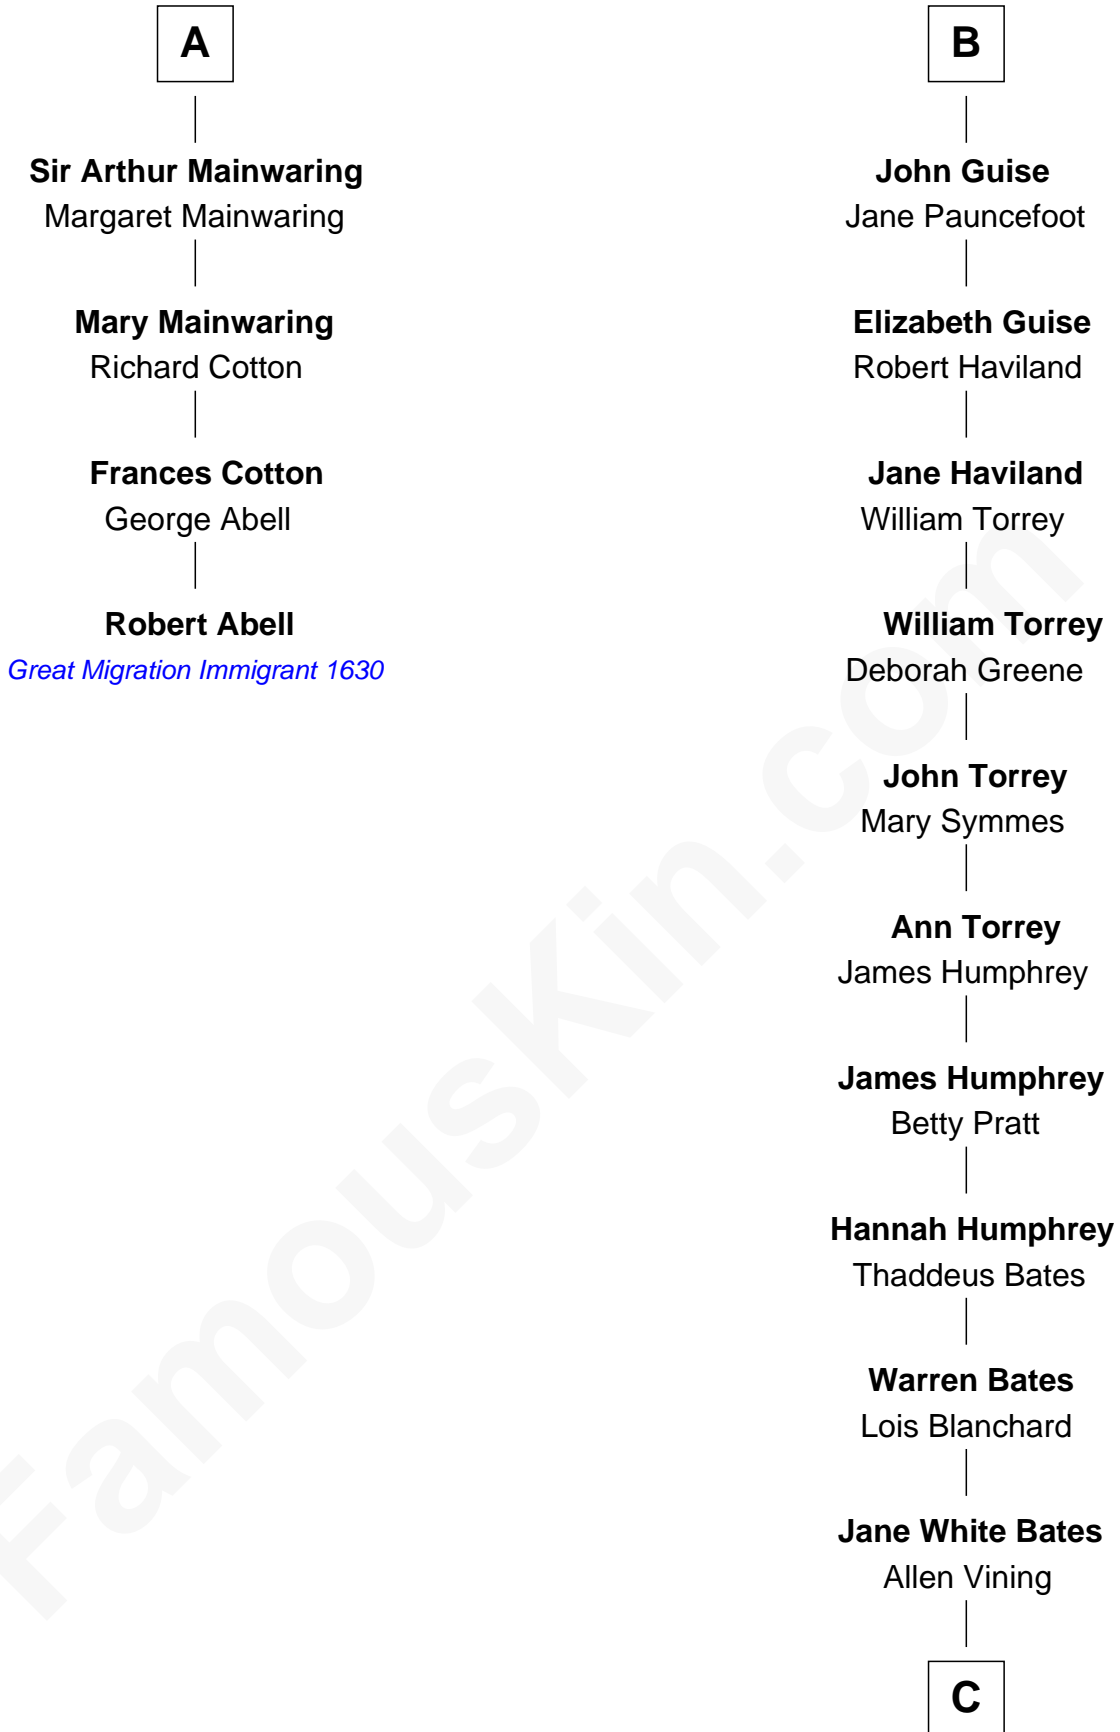 A
Sir Arthur Mainwaring
Margaret Mainwaring
Mary Mainwaring
Richard Cotton
Frances Cotton
George Abell
Robert Abell
Great Migration Immigrant 1630
B
John Guise
Jane Pauncefoot
Elizabeth Guise
Robert Haviland
Jane Haviland
William Torrey
William Torrey
Deborah Greene
John Torrey
Mary Symmes
Ann Torrey
James Humphrey
James Humphrey
Betty Pratt
Hannah Humphrey
Thaddeus Bates
Warren Bates
Lois Blanchard
Jane White Bates
Allen Vining
C
FamousKin.com